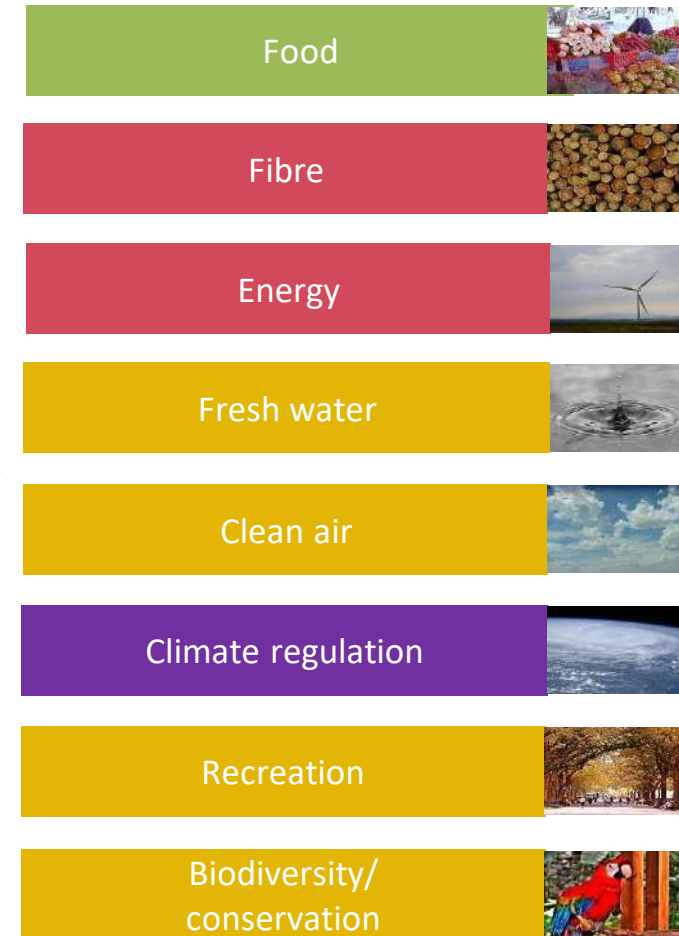 Food
Fibre
Energy
Fresh water
Clean air
Climate regulation
Recreation
Biodiversity/
conservation